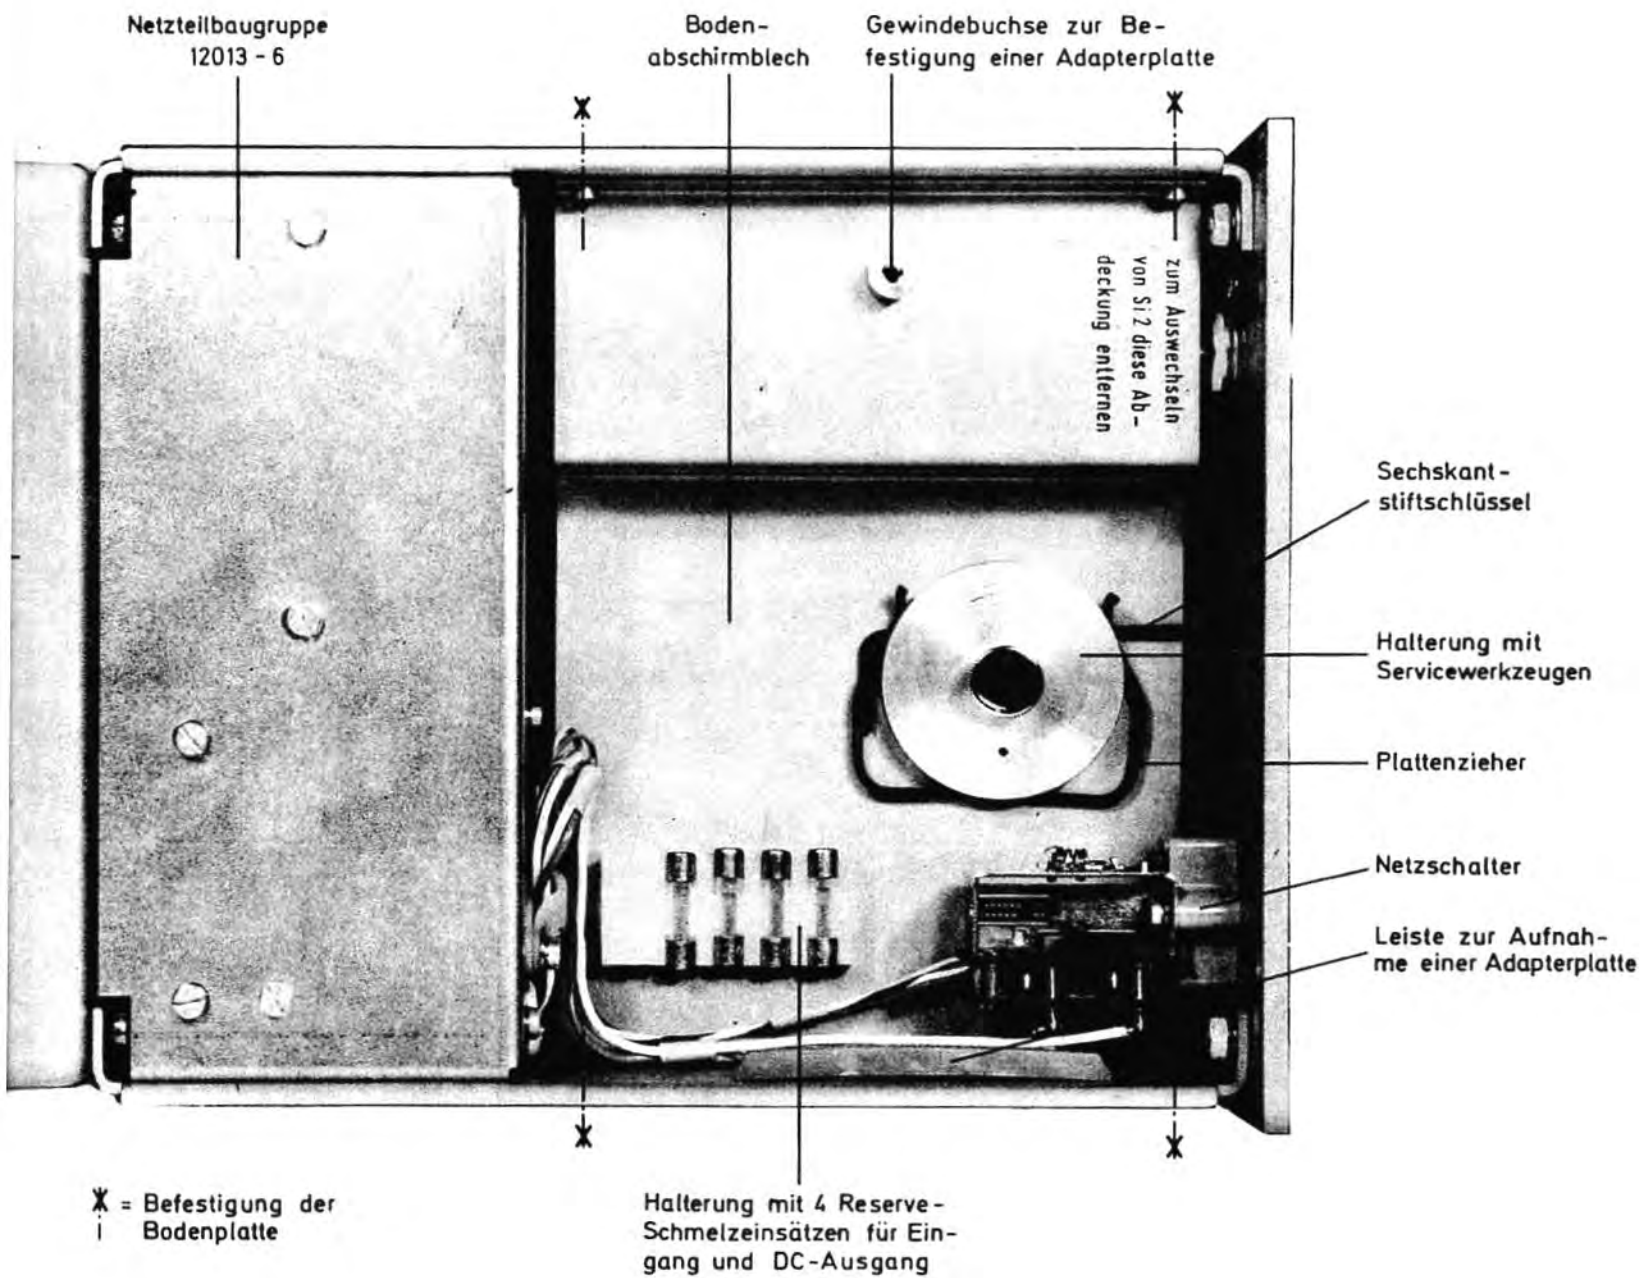 Netzteilbaugruppe
12013 - 6
Boden-
abschirmblech
Gewindebuchse zur Be-
festigung einer Adapterplatte
zum Auswechseln
von Si 2 diese Ab-
deckung entfernen
Sechskant-
stiftschlüssel
Halterung mit
Servicewerkzeugen
Plattenzieher
Netzschalter
Leiste zur Aufnah-
me einer Adapterplatte
= Befestigung der
Bodenplatte
Halterung mit 4 Reserve-
Schmelzeinsätzen für Ein-
gang und DC-Ausgang